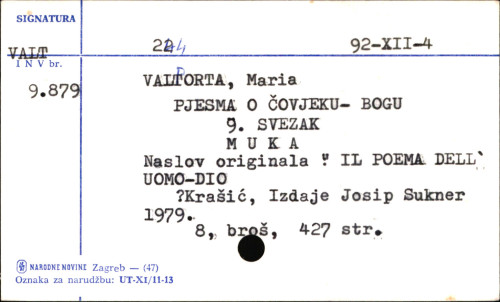 SIGNATURA
VALT 92-XII-4
I N V br.
9.879
VALTORTA, Maria
PJESMA O ČOVJEKU- BOGU
9. SVEZAK
M U K A
Naslov originala " IL POEMA DELL`
UOMO-DIO
?Krašić, Izdaje Josip Sukner
1979.
8, broš, 427 str.
NARODNE NOVINE Zagreb — (47)
Oznaka za narudžbu: UT-XI/11-13